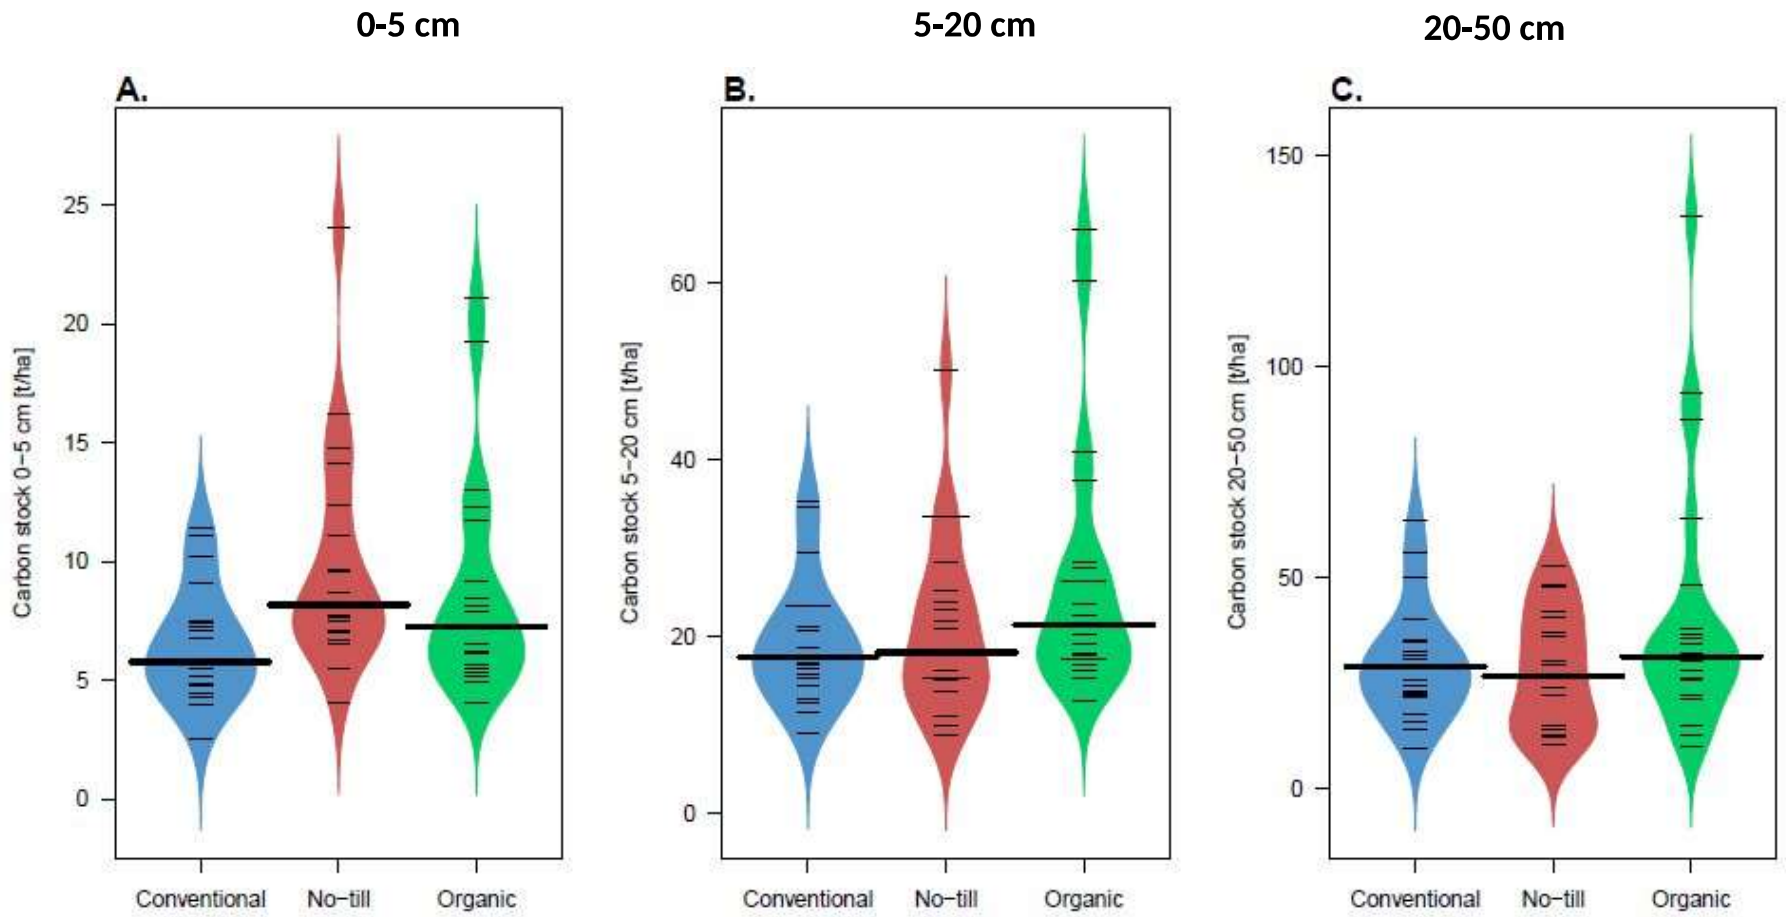 0-5 cm
5-20 cm
20-50 cm
A.
Carbon stock 0−5 cm [t/ha]
25
20
15
10
5
0
Conventional
No−till
Organic
B.
Carbon stock 5−20 cm [t/ha]
60
40
20
0
Conventional
No−till
Organic
C.
Carbon stock 20−50 cm [t/ha]
150
100
50
0
Conventional
No−till
Organic